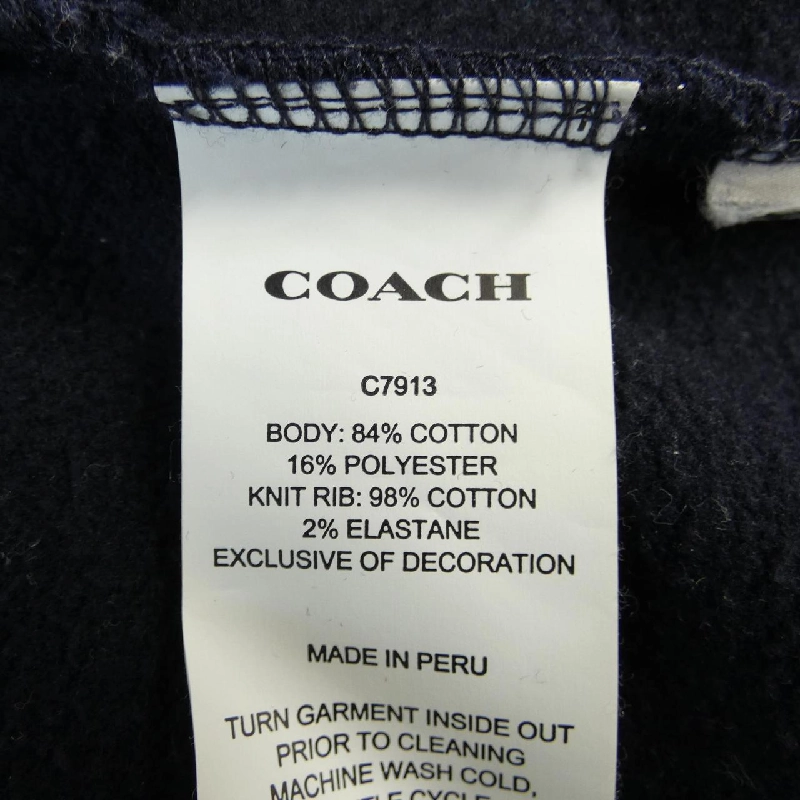 COACH
C7913
BODY: 84% COTTON
16% POLYESTER
KNIT RIB: 98% COTTON
2% ELASTANE
EXCLUSIVE OF DECORATION
MADE IN PERU
TURN GARMENT INSIDE OUT
PRIOR TO CLEANING
MACHINE WASH COLD,
CYCLE